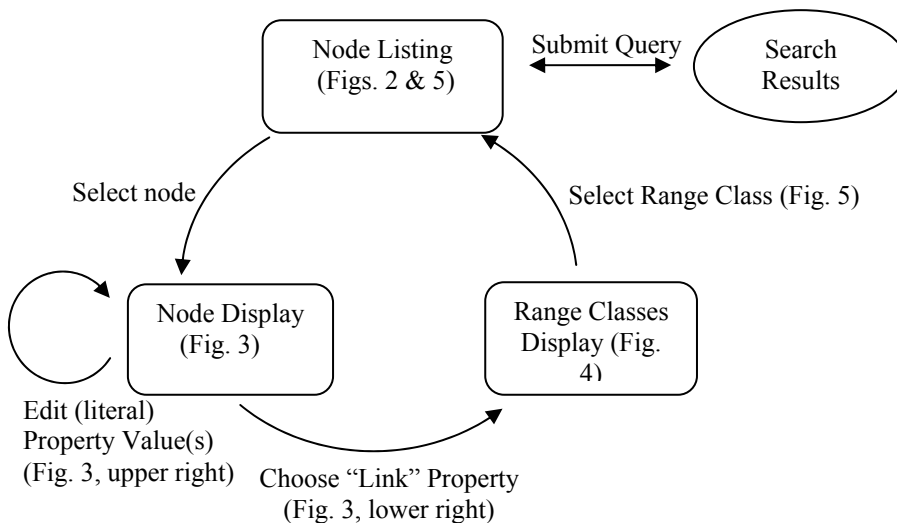 Node Listing
(Figs. 2 & 5)
Submit Query
Search
Results
Select node
Select Range Class (Fig. 5)
Node Display
(Fig. 3)
Range Classes
Display (Fig.
4)
Edit (literal)
Property Value(s)
(Fig. 3, upper right)
Choose “Link” Property
(Fig. 3, lower right)